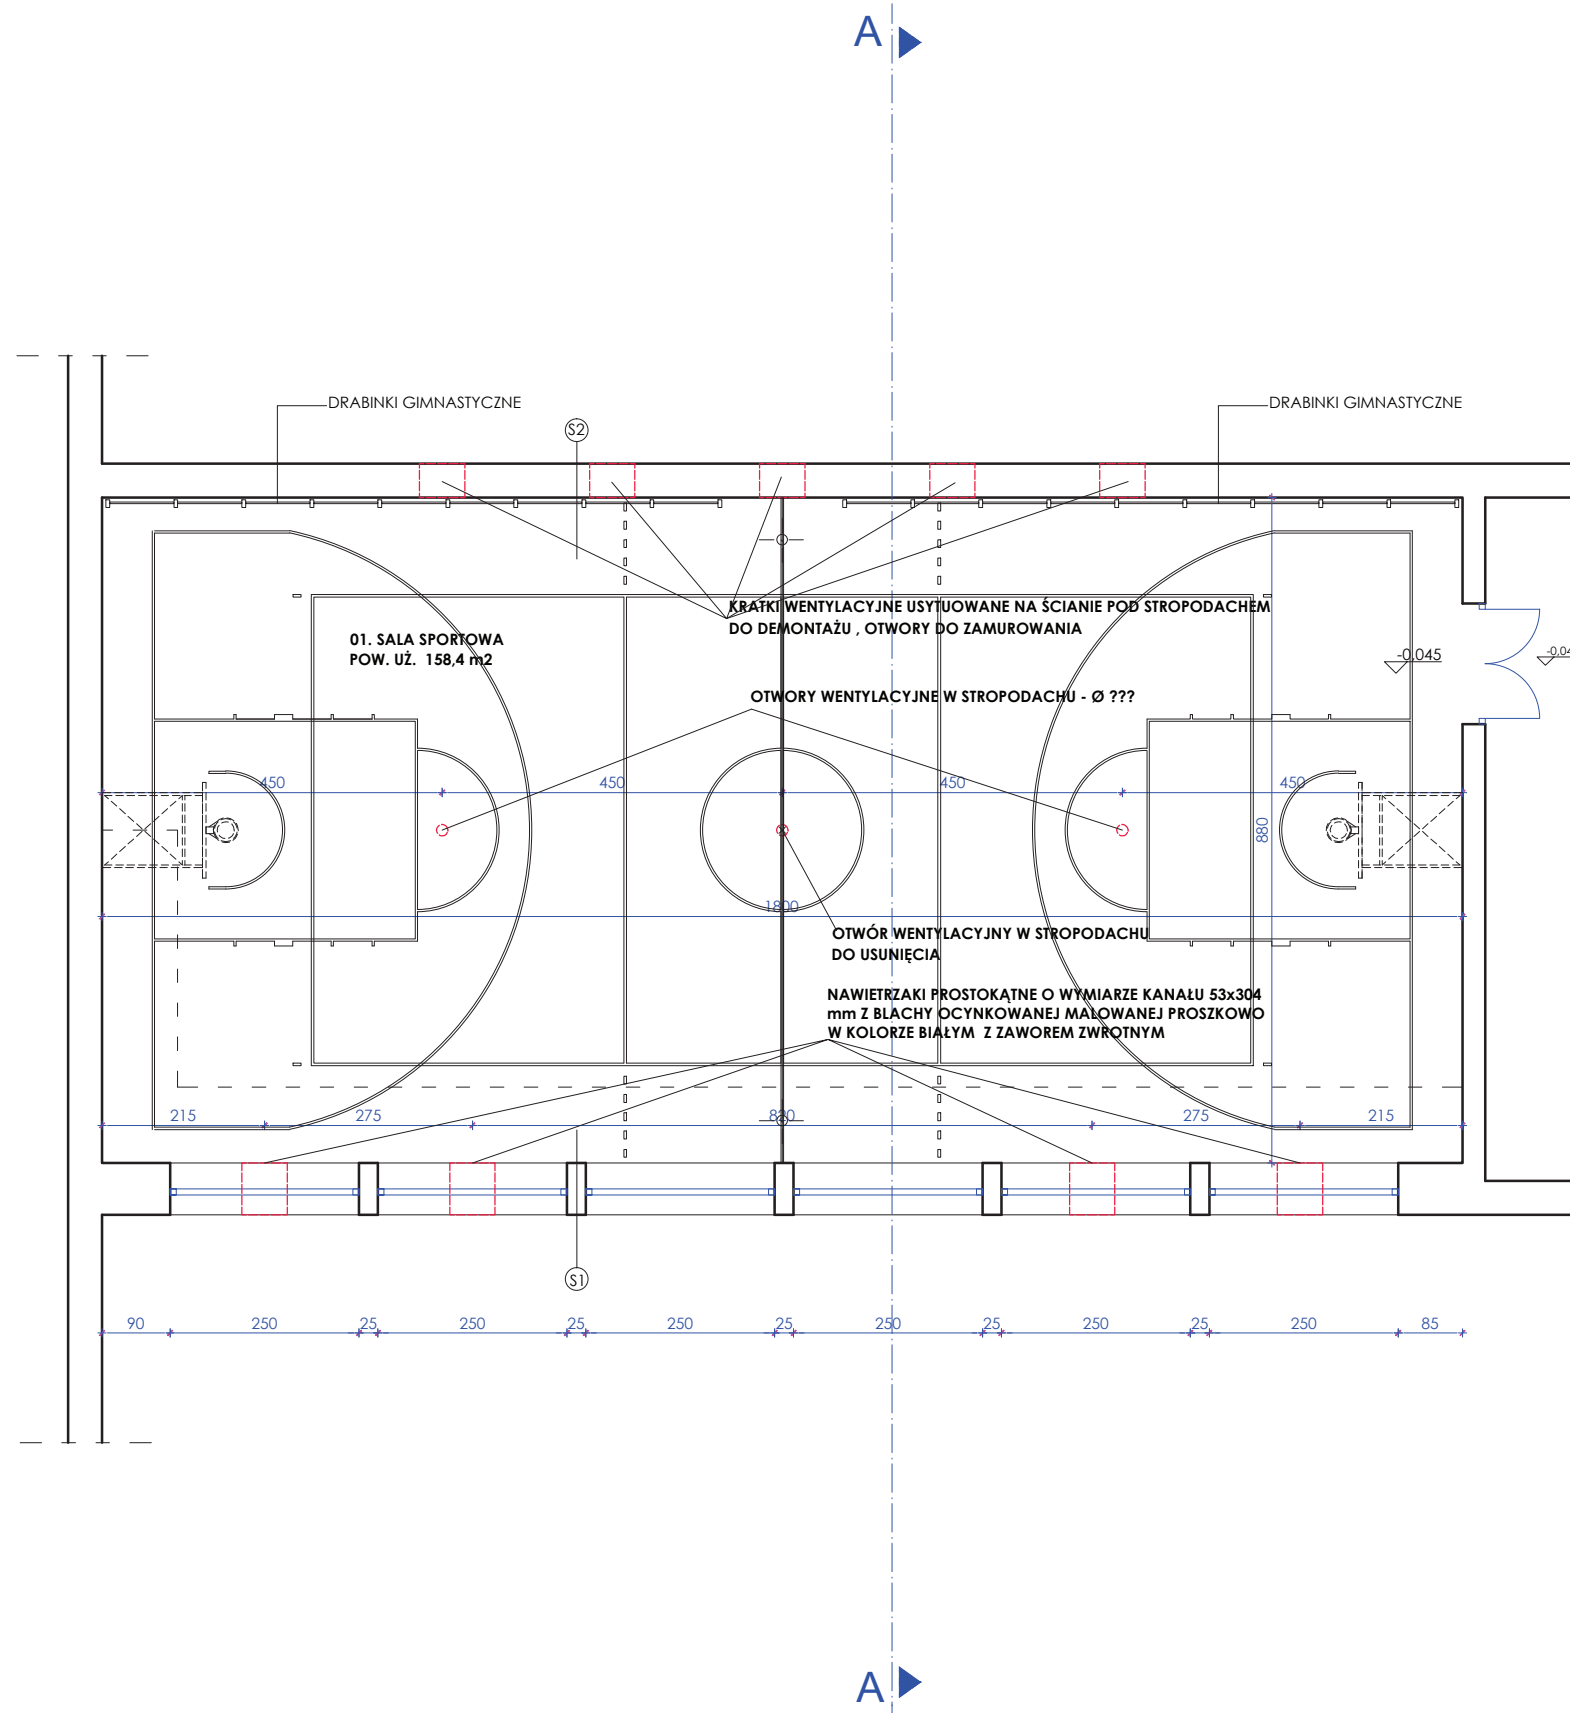 A
DRABINKI GIMNASTYCZNE
DRABINKI GIMNASTYCZNE
S2
KRATKI WENTYLACYJNE USYTUOWANE NA ŚCIANIE POD STROPODACHEM
DO DEMONTAŻU , OTWORY DO ZAMUROWANIA
01. SALA SPORTOWA
POW. UŻ. 158,4 m2
-0.045
OTWORY WENTYLACYJNE W STROPODACHU - Ø ???
450
450
450
450
880
1800
OTWÓR WENTYLACYJNY W STROPODACHU
DO USUNIĘCIA
NAWIETRZAKI PROSTOKĄTNE O WYMIARZE KANAŁU 53x304
mm Z BLACHY OCYNKOWANEJ MALOWANEJ PROSZKOWO
W KOLORZE BIAŁYM Z ZAWOREM ZWROTNYM
215
275
820
275
215
S1
90
250
25
250
25
250
25
250
25
250
25
250
85
A